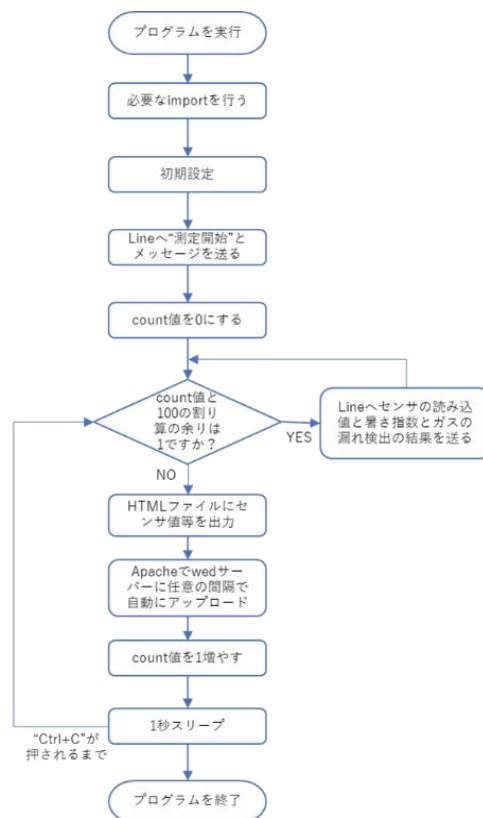 プログラムを実行
必要なimportを行う
初期設定
Lineへ“測定開始”と
メッセージを送る
count値を0にする
count値と
100の割り
算の余りは
1ですか？
YES
Lineへセンサの読み込
値と暑さ指数とガスの
漏れ検出の結果を送る
NO
HTMLファイルにセ
ンサ値等を出力
Apacheでwedサー
バーに任意の間隔で
自動にアップロード
count値を1増やす
1秒スリープ
“Ctrl+C”が
押されるまで
プログラムを終了